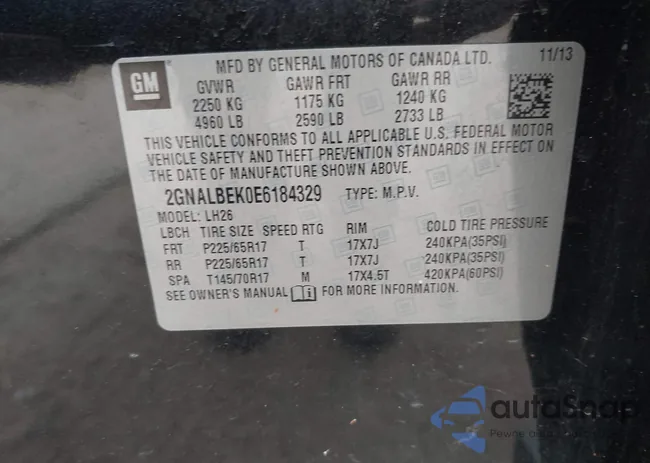 GM
MFD BY GENERAL MOTORS OF CANADA LTD. 11/13
GVWR GAWR FRT GAWR RR
2250 KG 1175 KG 1240 KG
4960 LB 2590 LB 2733 LB
THIS VEHICLE CONFORMS TO ALL APPLICABLE U.S. FEDERAL MOTOR
VEHICLE SAFETY AND THEFT PREVENTION STANDARDS IN EFFECT ON
THE DATE OF MANUFACTURE SHOWN ABOVE.
2GNALBEK0E6184329 TYPE: M.P.V.
MODEL: LH26
LBCH TIRE SIZE SPEED RTG RIM COLD TIRE PRESSURE
FRT P225/65R17 T 17X7J 240KPA(35PSI)
RR P225/65R17 T 17X7J 240KPA(35PSI)
SPA T145/70R17 M 17X4.5T 420KPA(60PSI)
SEE OWNER'S MANUAL FOR MORE INFORMATION.
autoSnap
Pewne auto